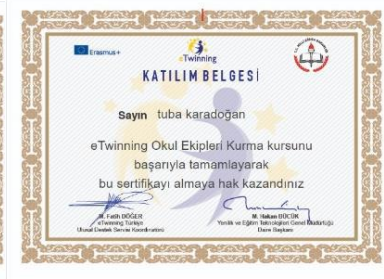 Erasmus+
eTwinning
KATILIM BELGESİ
Sayın tuba karadoğan
eTwinning Okul Ekipleri Kurma kursunu
başarıyla tamamlayarak
bu sertifikayı almaya hak kazandınız
M. Fatih DÖĞER
eTwinning Türkiye
Ulusal Destek Servisi Koordinatörü
M. Hakan BÜCÜK
Yenilik ve Eğitim Teknolojileri Genel Müdürlüğü
Daire Başkanı